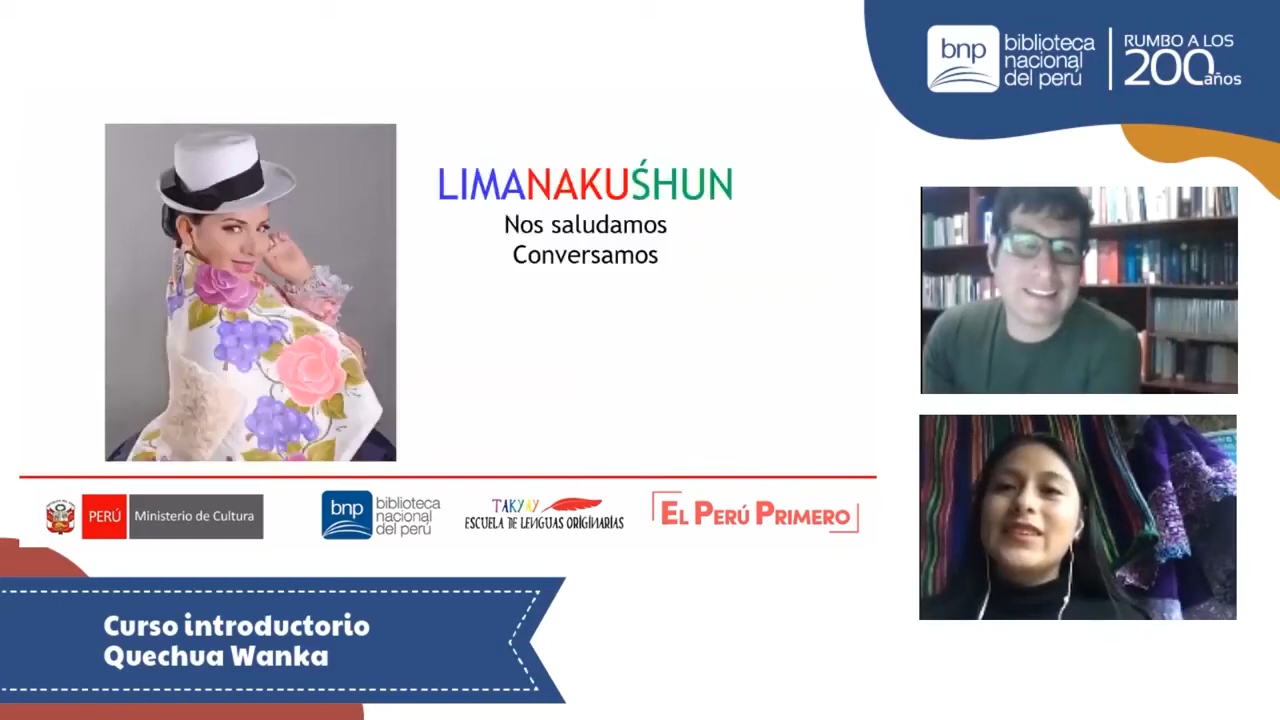 bnp
biblioteca
nacional
del perú
RUMBO A LOS
200 años
LIMANAKUŚHUN
Nos saludamos
Conversamos
PERÚ
Ministerio de Cultura
bnp
biblioteca
nacional
del perú
TAKYAY
ESCUELA DE LENGUAS ORIGINARIAS
EL PERÚ PRIMERO
Curso introductorio
Quechua Wanka